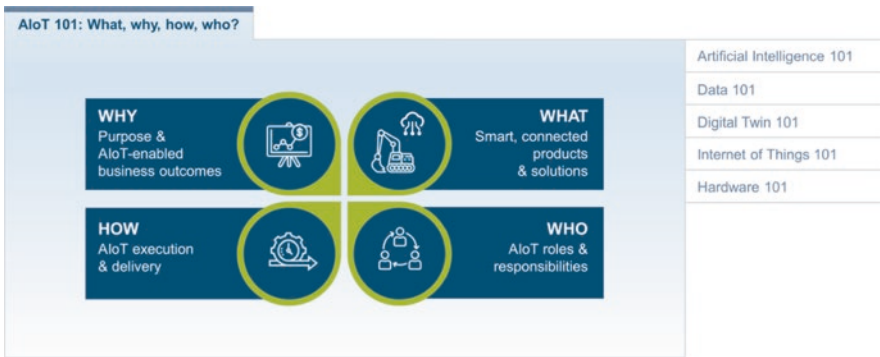 AIoT 101: What, why, how, who?
WHY
Purpose &
AIoT-enabled
business outcomes
WHAT
Smart, connected
products
& solutions
HOW
AIoT execution
& delivery
WHO
AIoT roles &
responsibilities
Artificial Intelligence 101
Data 101
Digital Twin 101
Internet of Things 101
Hardware 101